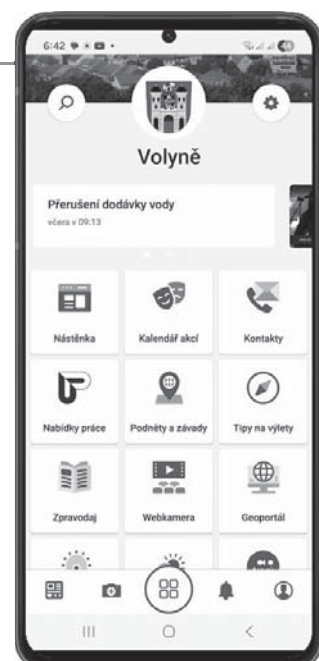 6:42
Volyně
Přerušení dodávky vody
včera v 09:13
Nástěnka
Kalendář akcí
Kontakty
Nabídky práce
Podněty a závady
Tipy na výlety
Zpravodaj
Webkamera
Geoportál